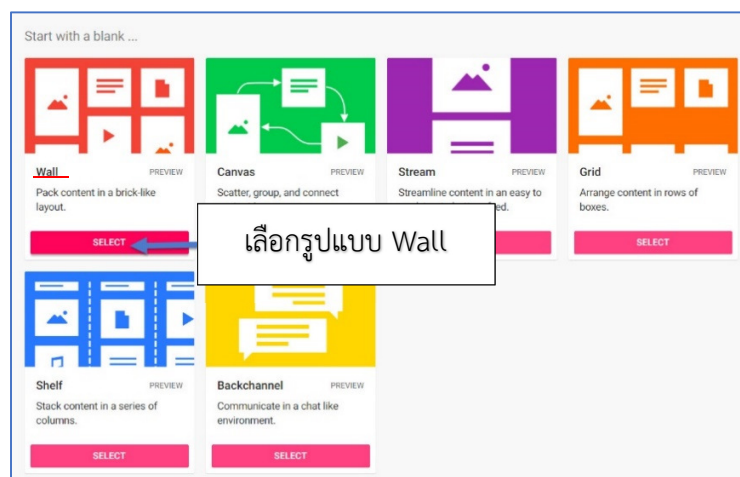 Start with a blank ...
Wall PREVIEW
Pack content in a brick-like
layout.
SELECT
Canvas PREVIEW
Scatter, group, and connect
Stream PREVIEW
Streamline content in an easy to
Grid PREVIEW
Arrange content in rows of
boxes.
SELECT
เลือกรูปแบบ Wall
Shelf PREVIEW
Stack content in a series of
columns.
SELECT
Backchannel PREVIEW
Communicate in a chat like
environment.
SELECT